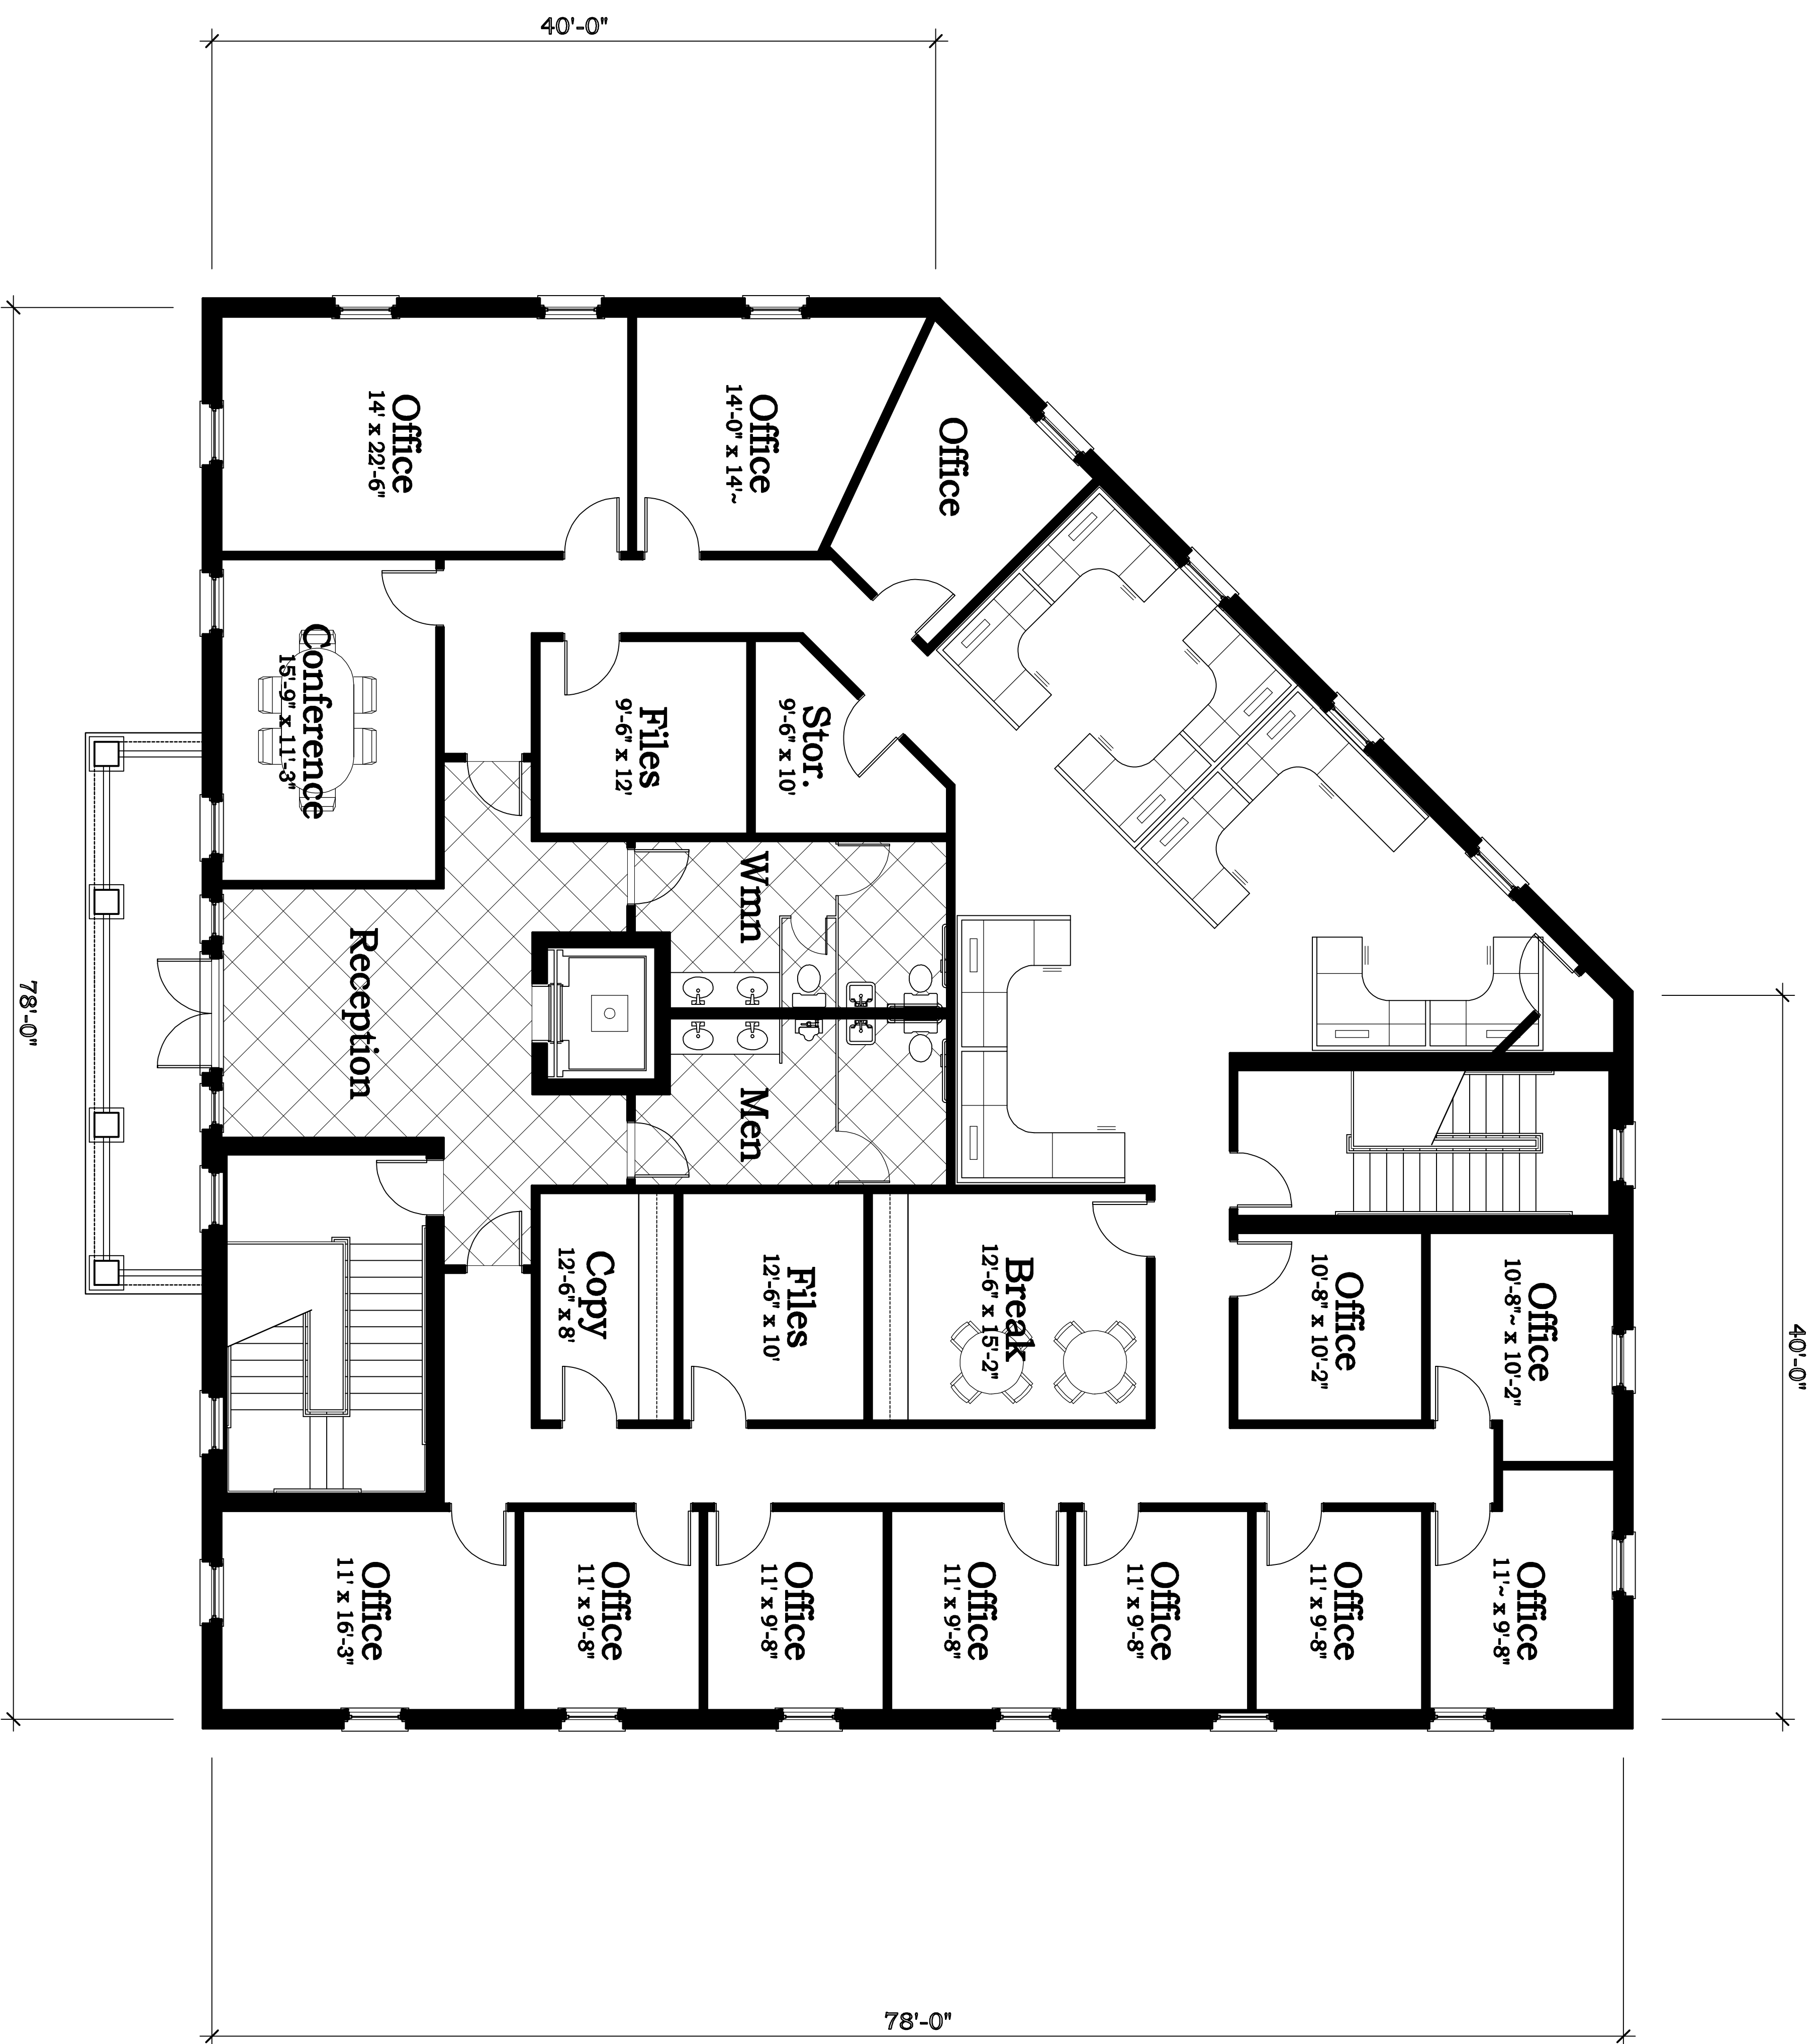 40'-0"
Office
14' x 22'-6"
Office
14'-0" x 14'~
Office
Conference
15'-9" x 11'-3"
Files
9'-6" x 12'
Stor.
9'-6" x 10'
Wmn
Reception
78'-0"
Men
Copy
12'-6" x 8'
Files
12'-6" x 10'
Break
12'-6" x 15'-2"
Office
10'-8" x 10'-2"
Office
10'-8"~ x 10'-2"
40'-0"
Office
11' x 16'-3"
Office
11' x 9'-8"
Office
11' x 9'-8"
Office
11' x 9'-8"
Office
11' x 9'-8"
Office
11' x 9'-8"
Office
11'~ x 9'-8"
78'-0"